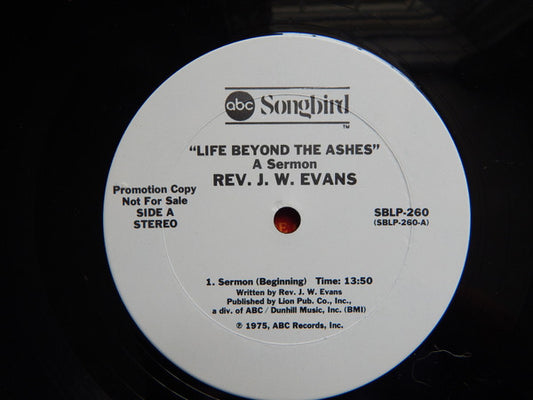 abc Songbird
TM
"LIFE BEYOND THE ASHES"
A Sermon
REV. J. W. EVANS
Promotion Copy
Not For Sale
SIDE A
STEREO
SBLP-260
(SBLP-260-A)
E
1. Sermon (Beginning) Time: 13:50
Written by Rev. J. W. Evans
Published by Lion Pub. Co., Inc.,
a div. of ABC / Dunhill Music, Inc. (BMI)
℗ 1975, ABC Records, Inc.